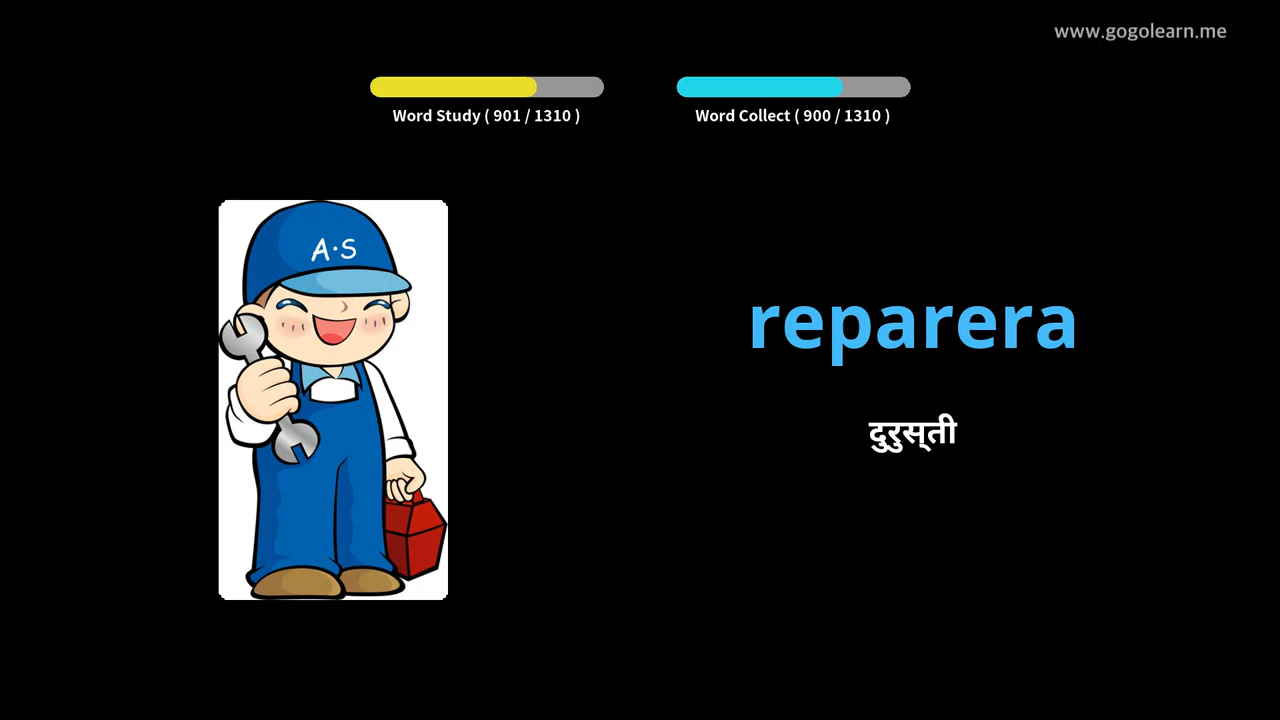 www.gogolearn.me
Word Study ( 901 / 1310 )
Word Collect ( 900 / 1310 )
A·S
reparera
दुरुस्ती